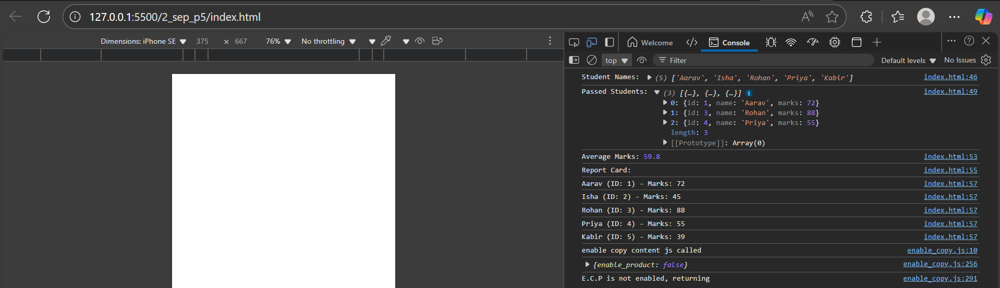 127.0.0.1:5500/2_sep_p5/index.html
Dimensions: iPhone SE 375 × 667 76% No throttling
Welcome Console
top Filter Default levels No Issues
Student Names: (5) ['Aarav', 'Isha', 'Rohan', 'Priya', 'Kabir'] index.html:46
Passed Students: (3) [{…}, {…}, {…}] i index.html:49
0: {id: 1, name: 'Aarav', marks: 72}
1: {id: 3, name: 'Rohan', marks: 88}
2: {id: 4, name: 'Priya', marks: 55}
length: 3
[[Prototype]]: Array(0)
Average Marks: 59.8 index.html:53
Report Card: index.html:55
Aarav (ID: 1) - Marks: 72 index.html:57
Isha (ID: 2) - Marks: 45 index.html:57
Rohan (ID: 3) - Marks: 88 index.html:57
Priya (ID: 4) - Marks: 55 index.html:57
Kabir (ID: 5) - Marks: 39 index.html:57
enable copy content js called enable_copy.js:10
{enable_product: false} enable_copy.js:256
E.C.P is not enabled, returning enable_copy.js:291